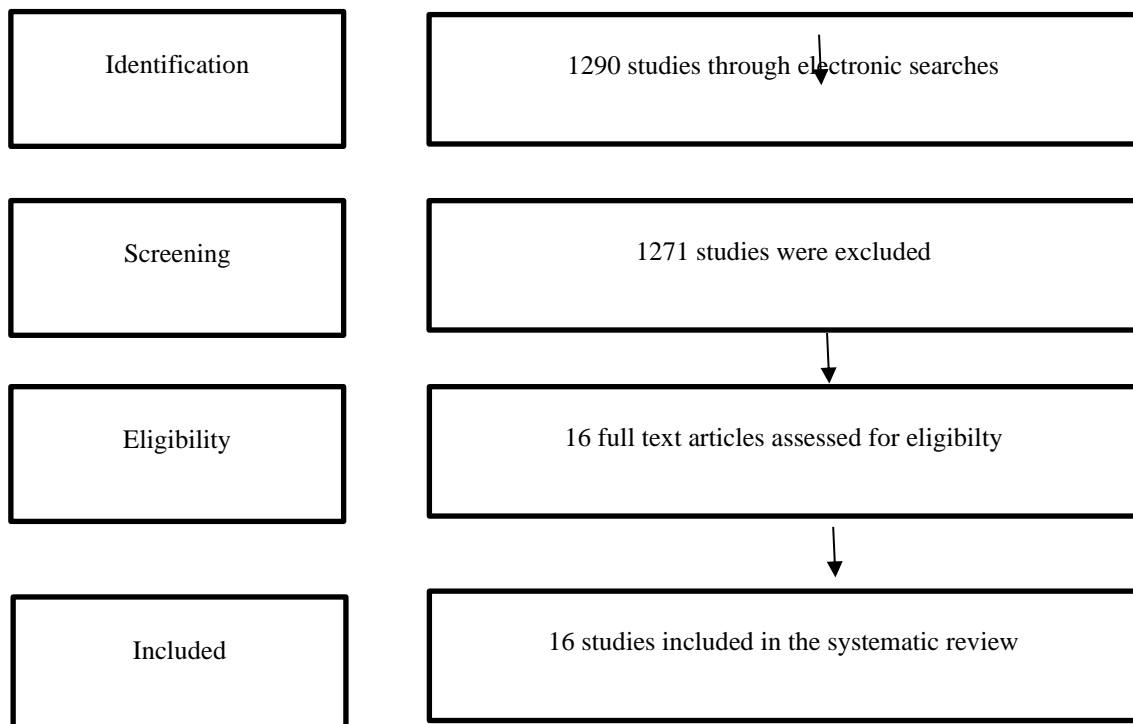 Identification
1290 studies through electronic searches
Screening
1271 studies were excluded
Eligibility
16 full text articles assessed for eligibilty
Included
16 studies included in the systematic review